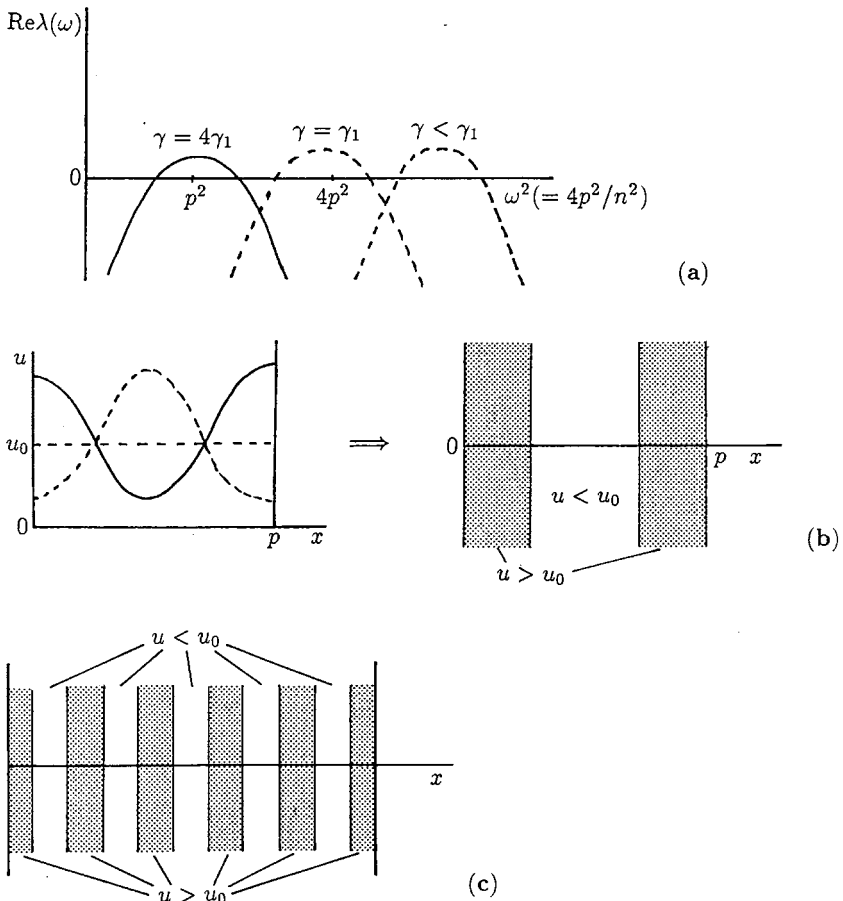 Reλ(ω)
γ = 4γ₁ γ = γ₁ γ < γ₁
0 p² 4p² ω²(= 4p²/n²)
(a)
u
u₀
0 p x
⟹
0 p x
u < u₀
(b)
u > u₀
u < u₀
x
u > u₀
(c)